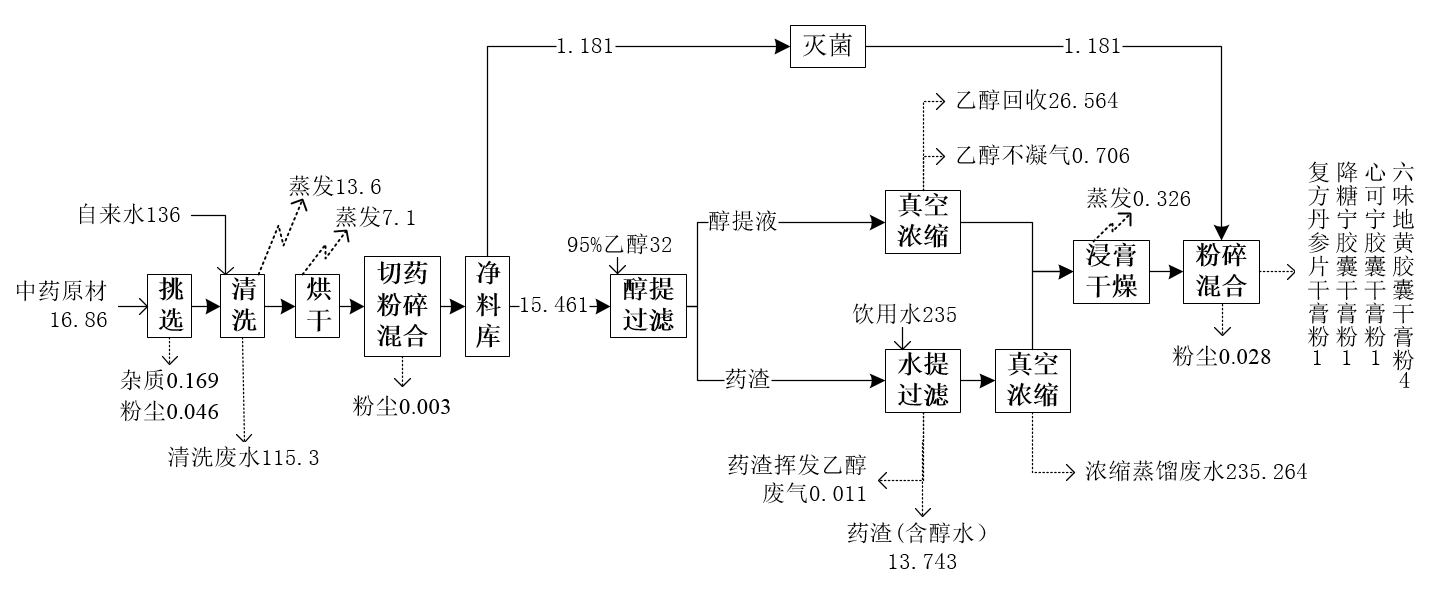 1.181
灭菌
1.181
乙醇回收26.564
乙醇不凝气0.706
蒸发13.6
自来水136
蒸发7.1
醇提液
真空
浓缩
蒸发0.326
95%乙醇32
中药原材
16.86
挑
选
清
洗
烘
干
切药
粉碎
混合
净
料
库
15.461
醇提
过滤
浸膏
干燥
粉碎
混合
复方丹参片干膏粉1
降糖宁胶囊干膏粉1
心可宁胶囊干膏粉1
六味地黄胶囊干膏粉4
饮用水235
粉尘0.028
药渣
水提
过滤
真空
浓缩
杂质0.169
粉尘0.046
粉尘0.003
清洗废水115.3
药渣挥发乙醇
废气0.011
浓缩蒸馏废水235.264
药渣(含醇水）
13.743